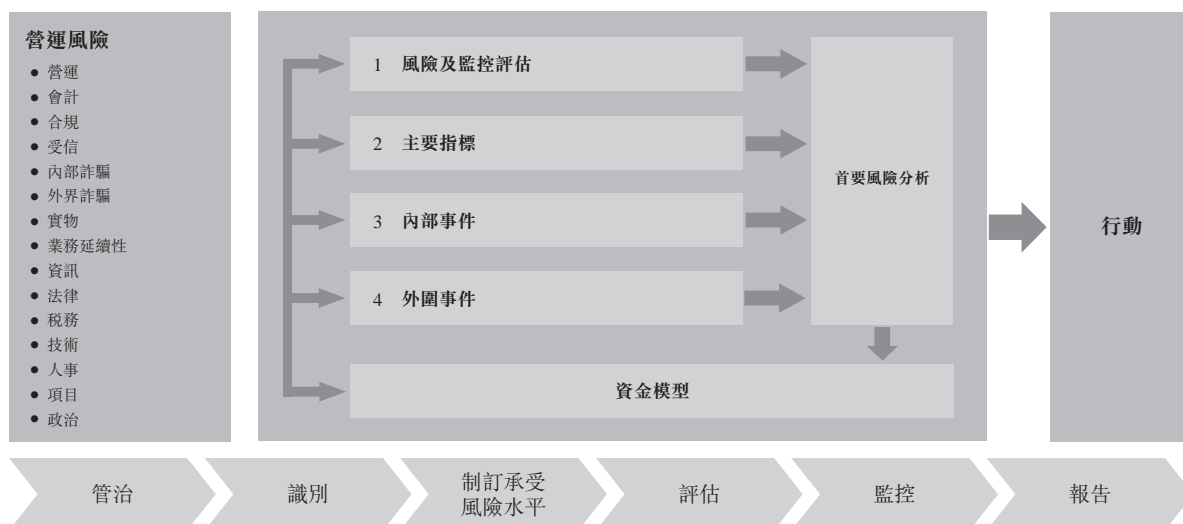 營運風險
● 營運
● 會計
● 合規
● 受信
● 內部詐騙
● 外界詐騙
● 實物
● 業務延續性
● 資訊
● 法律
● 稅務
● 技術
● 人事
● 項目
● 政治
1 風險及監控評估
2 主要指標
3 內部事件
4 外圍事件
首要風險分析
資金模型
行動
管治
識別
制訂承受
風險水平
評估
監控
報告